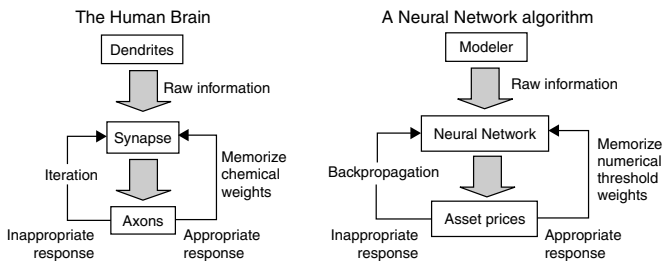 The Human Brain
Dendrites
Raw information
Synapse
Iteration
Memorize
chemical
weights
Axons
Inappropriate
response
Appropriate
response
A Neural Network algorithm
Modeler
Raw information
Neural Network
Backpropagation
Memorize
numerical
threshold
weights
Asset prices
Inappropriate
response
Appropriate
response